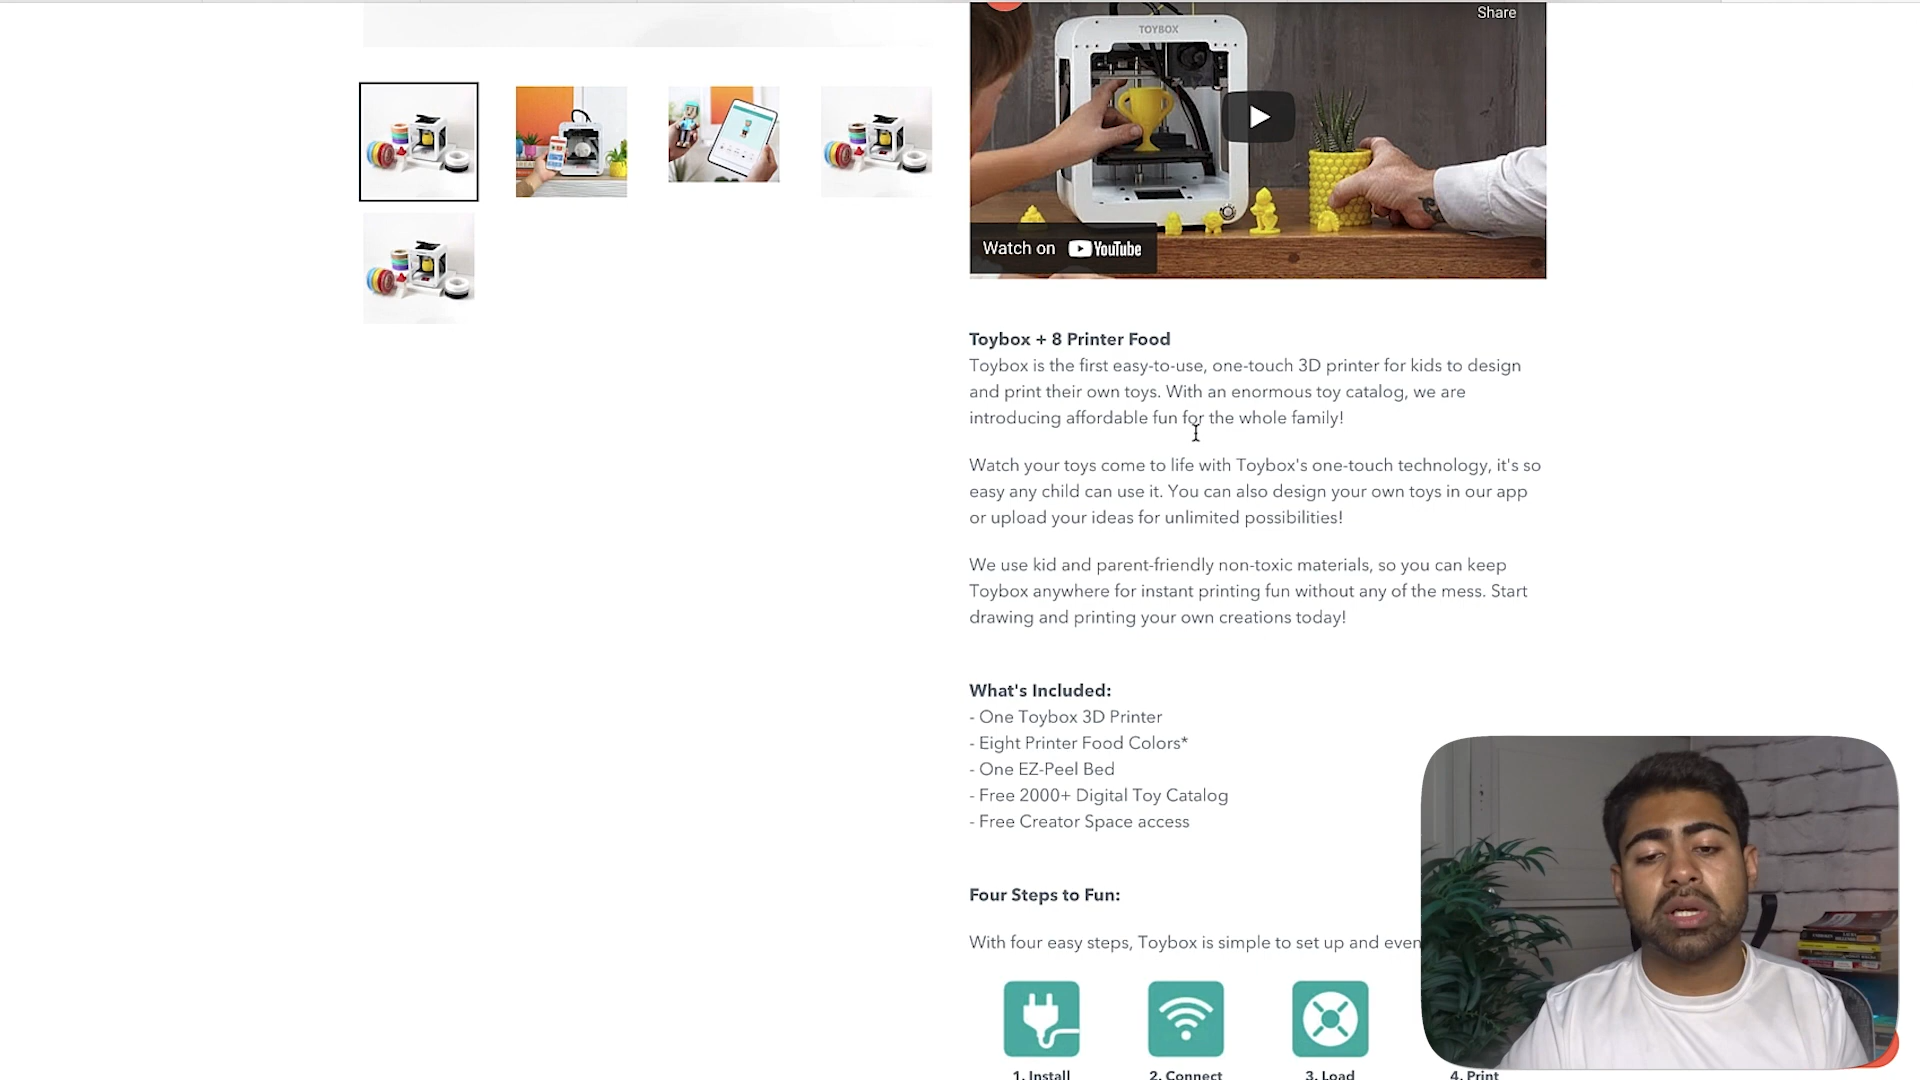 TOYBOX
Share
Watch on YouTube
Toybox + 8 Printer Food
Toybox is the first easy-to-use, one-touch 3D printer for kids to design
and print their own toys. With an enormous toy catalog, we are
introducing affordable fun for the whole family!
Watch your toys come to life with Toybox's one-touch technology, it's so
easy any child can use it. You can also design your own toys in our app
or upload your ideas for unlimited possibilities!
We use kid and parent-friendly non-toxic materials, so you can keep
Toybox anywhere for instant printing fun without any of the mess. Start
drawing and printing your own creations today!
What's Included:
- One Toybox 3D Printer
- Eight Printer Food Colors*
- One EZ-Peel Bed
- Free 2000+ Digital Toy Catalog
- Free Creator Space access
Four Steps to Fun:
With four easy steps, Toybox is simple to set up and even
1. Install
2. Connect
3. Load
4. Print